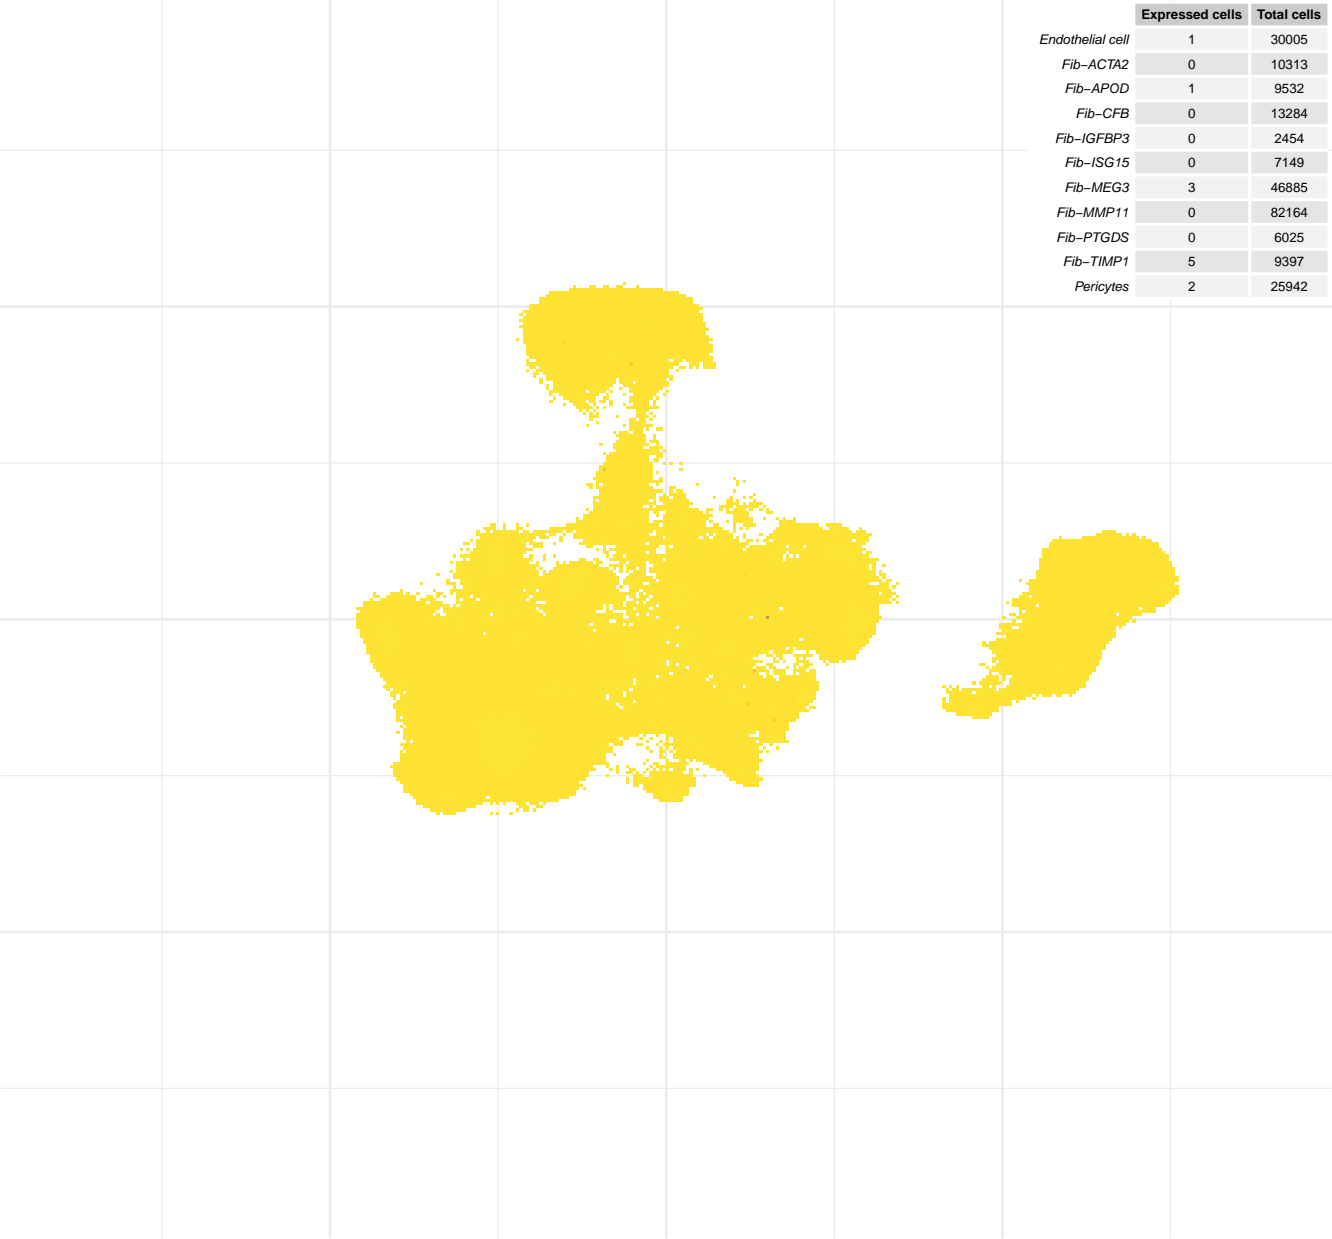 Expressed cells Total cells
Endothelial cell 1 30005
Fib−ACTA2 0 10313
Fib−APOD 1 9532
Fib−CFB 0 13284
Fib−IGFBP3 0 2454
Fib−ISG15 0 7149
Fib−MEG3 3 46885
Fib−MMP11 0 82164
Fib−PTGDS 0 6025
Fib−TIMP1 5 9397
Pericytes 2 25942